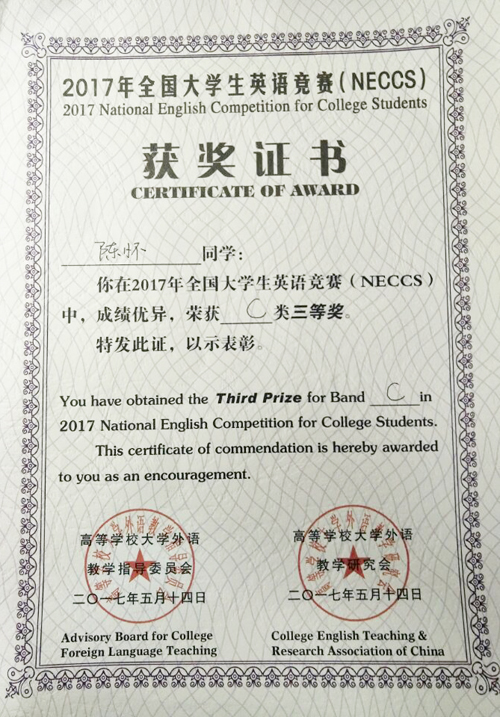 2017年全国大学生英语竞赛(NECCS)
2017 National English Competition for College Students
获奖证书
CERTIFICATE OF AWARD
陈怀 同学:
你在2017年全国大学生英语竞赛(NECCS)
中，成绩优异，荣获 C 类三等奖。
特发此证，以示表彰。
You have obtained the Third Prize for Band C in
2017 National English Competition for College Students.
This certificate of commendation is hereby awarded
to you as an encouragement.
高等学校大学外语
教学指导委员会
二〇一七年五月十四日
Advisory Board for College
Foreign Language Teaching
高等学校大学外语
教学研究会
二〇一七年五月十四日
College English Teaching &
Research Association of China